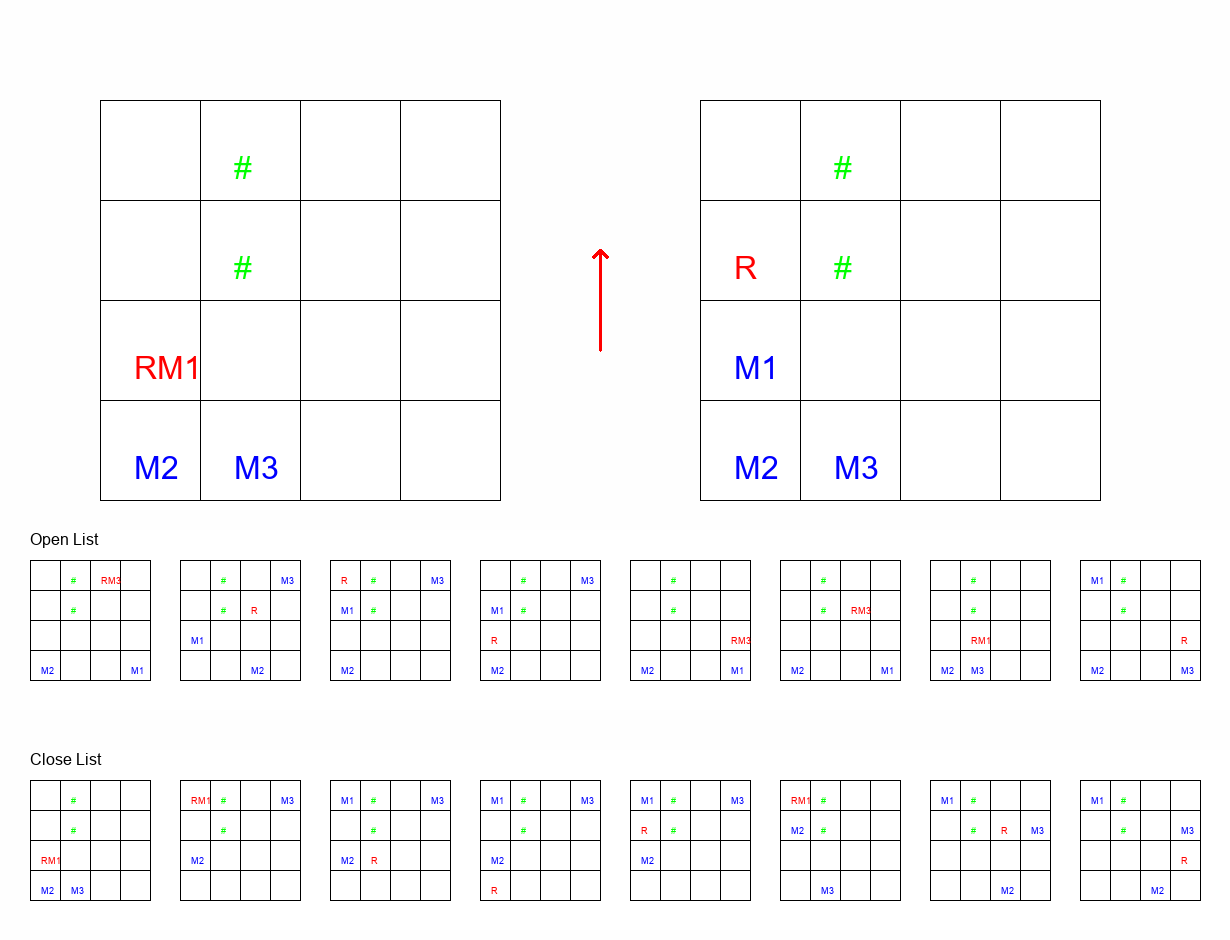 # #
# R #
RM1 M1
M2 M3 M2 M3
Open List
# RM3 # M3 R # M3 # M3 # # # M1 #
# # R M1 # M1 # # # RM3 # #
M1 R RM3 RM1 R
M2 M1 M2 M2 M2 M2 M1 M2 M1 M2 M3 M2 M3
Close List
# RM1 # M3 M1 # M3 M1 # M3 M1 # M3 RM1 # M1 # M1 #
# # # # R # M2 # # R M3 # M3
RM1 M2 M2 R M2 M2 R
M2 M3 R M3 M2 M2